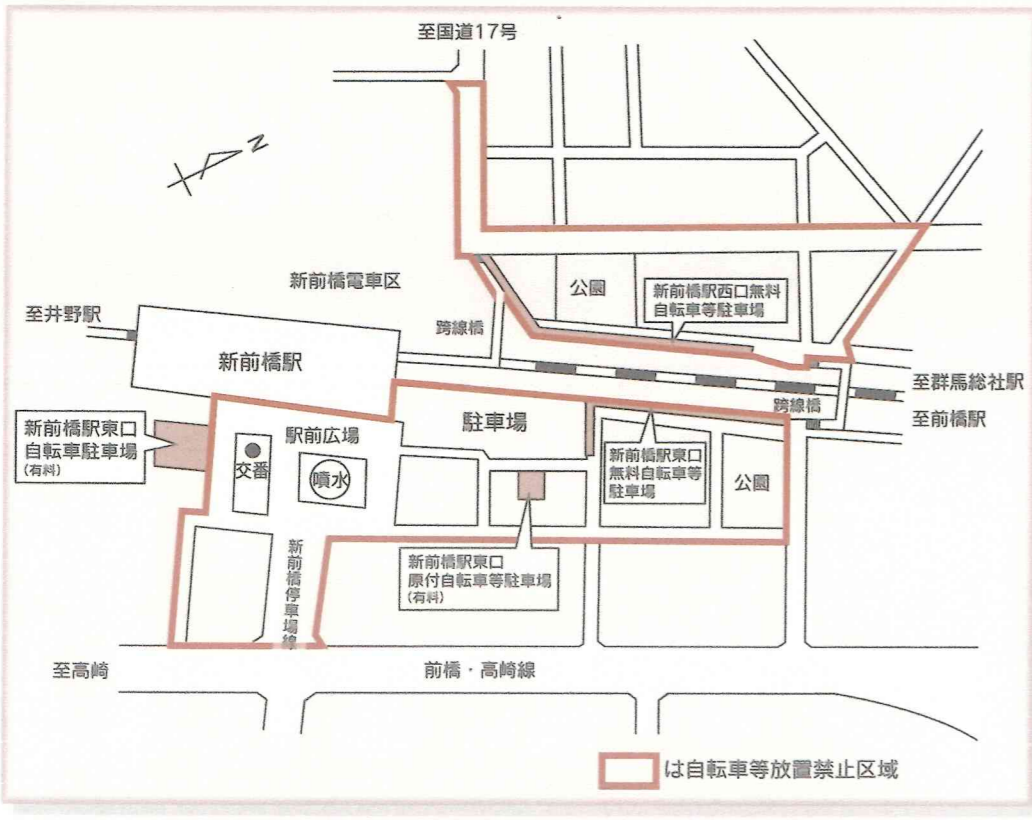 至国道17号
N
新前橋電車区
公園
新前橋駅西口無料
自転車等駐車場
至井野駅
跨線橋
新前橋駅
至群馬総社駅
跨線橋
至前橋駅
新前橋駅東口
自転車駐車場
(有料)
駅前広場
駐車場
交番
噴水
新前橋駅東口
無料自転車等
駐車場
公園
新前橋停車場線
新前橋駅東口
原付自転車等駐車場
(有料)
至高崎
前橋・高崎線
は自転車等放置禁止区域